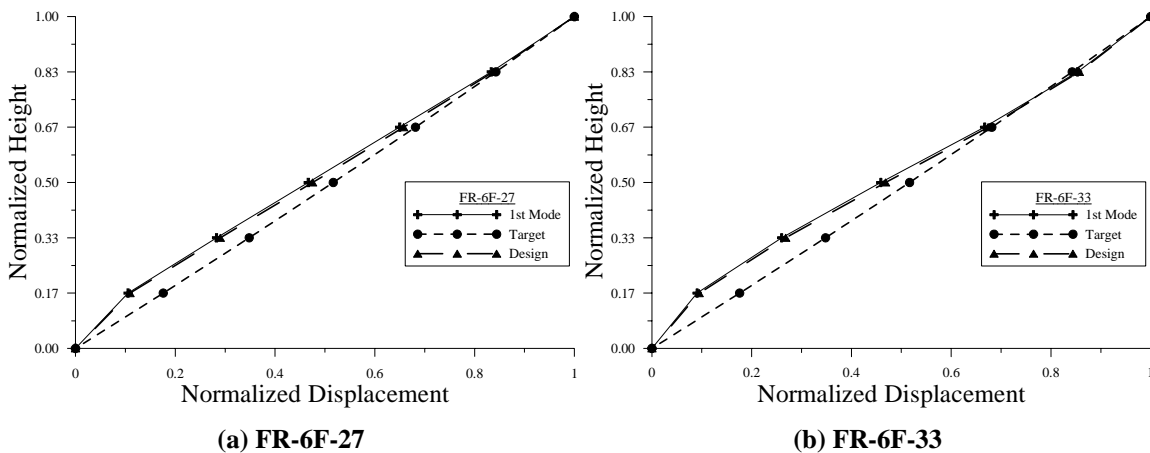 1.00
0.83
0.67
0.50
0.33
0.17
0.00
Normalized Height
0 0.2 0.4 0.6 0.8 1
Normalized Displacement
FR-6F-27
1st Mode
Target
Design
(a) FR-6F-27
1.00
0.83
0.67
0.50
0.33
0.17
0.00
Normalized Height
0 0.2 0.4 0.6 0.8 1
Normalized Displacement
FR-6F-33
1st Mode
Target
Design
(b) FR-6F-33